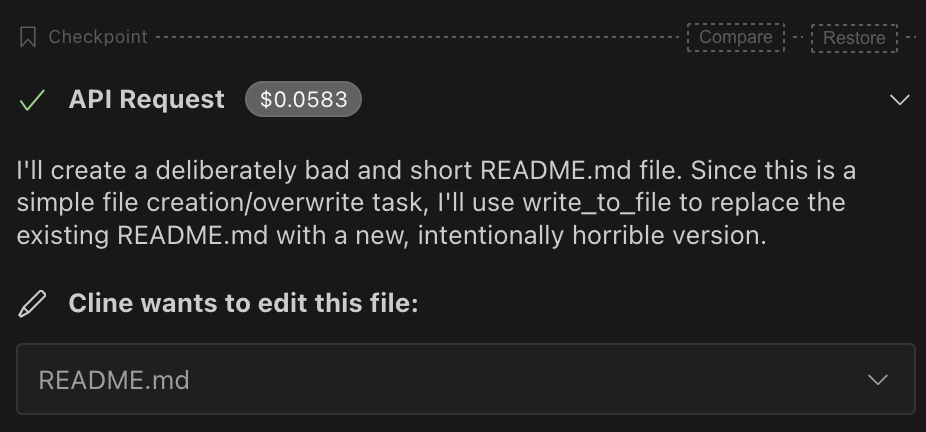 Checkpoint Compare Restore
API Request $0.0583
I'll create a deliberately bad and short README.md file. Since this is a
simple file creation/overwrite task, I'll use write_to_file to replace the
existing README.md with a new, intentionally horrible version.
Cline wants to edit this file:
README.md